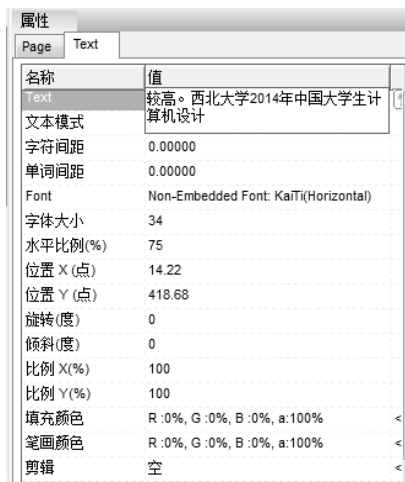 属性
Page Text
名称 值
Text 较高。西北大学2014年中国大学生计
算机设计
文本模式
字符间距 0.00000
单词间距 0.00000
Font Non-Embedded Font: KaiTi(Horizontal)
字体大小 34
水平比例(%) 75
位置 X (点) 14.22
位置 Y (点) 418.68
旋转(度) 0
倾斜(度) 0
比例 X(%) 100
比例 Y(%) 100
填充颜色 R :0%, G :0%, B :0%, a:100% <
笔画颜色 R :0%, G :0%, B :0%, a:100% <
剪辑 空 <